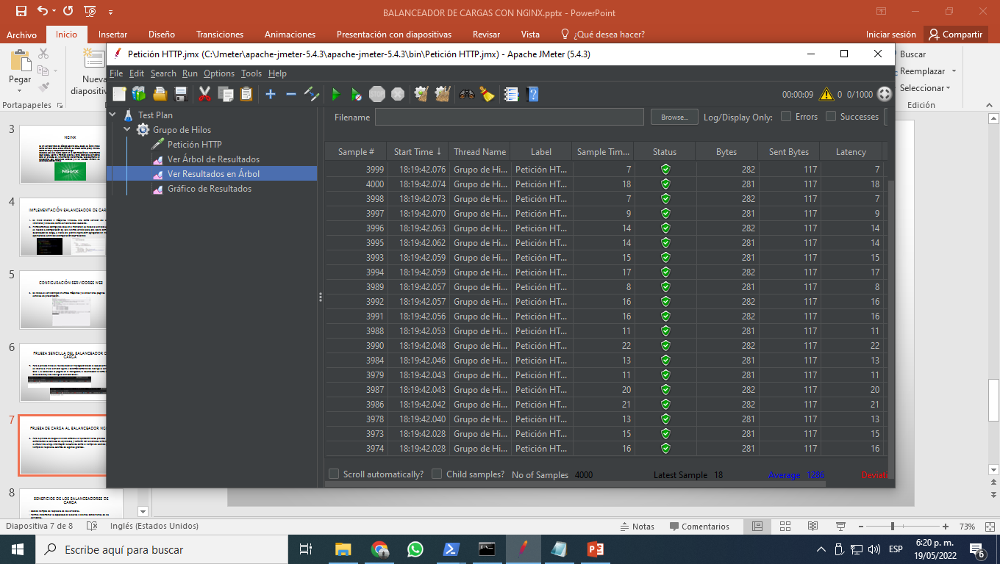 BALANCEADOR DE CARGAS CON NGINX.pptx - PowerPoint
Archivo Inicio Insertar Diseño Transiciones Animaciones Presentación con diapositivas Revisar Vista ¿Qué desea hacer? Iniciar sesión Compartir
Pegar
Nueva
diapositiv
Portapapeles
Buscar
Reemplazar
Seleccionar
Edición
Petición HTTP.jmx (C:\Jmeter\apache-jmeter-5.4.3\apache-jmeter-5.4.3\bin\Petición HTTP.jmx) - Apache JMeter (5.4.3)
File Edit Search Run Options Tools Help
STOP
00:00:09 0 0/1000
Test Plan
Grupo de Hilos
Petición HTTP
Ver Árbol de Resultados
Ver Resultados en Árbol
Gráfico de Resultados
Filename Browse... Log/Display Only: Errors Successes
Sample # Start Time ↓ Thread Name Label Sample Tim... Status Bytes Sent Bytes Latency
3999 18:19:42.076 Grupo de Hi... Petición HT... 7 282 117 7
4000 18:19:42.074 Grupo de Hi... Petición HT... 18 281 117 18
3998 18:19:42.073 Grupo de Hi... Petición HT... 7 282 117 7
3997 18:19:42.070 Grupo de Hi... Petición HT... 9 282 117 9
3996 18:19:42.063 Grupo de Hi... Petición HT... 14 282 117 14
3995 18:19:42.062 Grupo de Hi... Petición HT... 14 281 117 14
3993 18:19:42.059 Grupo de Hi... Petición HT... 15 281 117 15
3994 18:19:42.059 Grupo de Hi... Petición HT... 17 282 117 17
3989 18:19:42.057 Grupo de Hi... Petición HT... 8 281 117 8
3992 18:19:42.057 Grupo de Hi... Petición HT... 16 282 117 16
3991 18:19:42.056 Grupo de Hi... Petición HT... 16 282 117 16
3988 18:19:42.053 Grupo de Hi... Petición HT... 11 281 117 11
3990 18:19:42.048 Grupo de Hi... Petición HT... 22 282 117 22
3984 18:19:42.046 Grupo de Hi... Petición HT... 13 281 117 13
3979 18:19:42.043 Grupo de Hi... Petición HT... 11 281 117 11
3987 18:19:42.043 Grupo de Hi... Petición HT... 20 282 117 20
3986 18:19:42.042 Grupo de Hi... Petición HT... 21 282 117 21
3978 18:19:42.040 Grupo de Hi... Petición HT... 13 281 117 13
3973 18:19:42.028 Grupo de Hi... Petición HT... 15 281 117 15
3974 18:19:42.028 Grupo de Hi... Petición HT... 16 281 117 16
Scroll automatically? Child samples? No of Samples 4000 Latest Sample 18 Average 1286 Deviati
3
NGINX
NGINX
4
IMPLEMENTACIÓN BALANCEADOR DE CAR
5
CONFIGURACIÓN SERVIDORES WEB
6
PRUEBA SENCILLA DEL BALANCEADOR D
CARGA
7
PRUEBA DE CARGA AL BALANCEADOR NG
8
BENEFICIOS DE LOS BALANCEADORES DE
CARGA
Diapositiva 7 de 8 Inglés (Estados Unidos) Notas Comentarios 73%
Escribe aquí para buscar
ESP
6:20 p. m.
19/05/2022
6